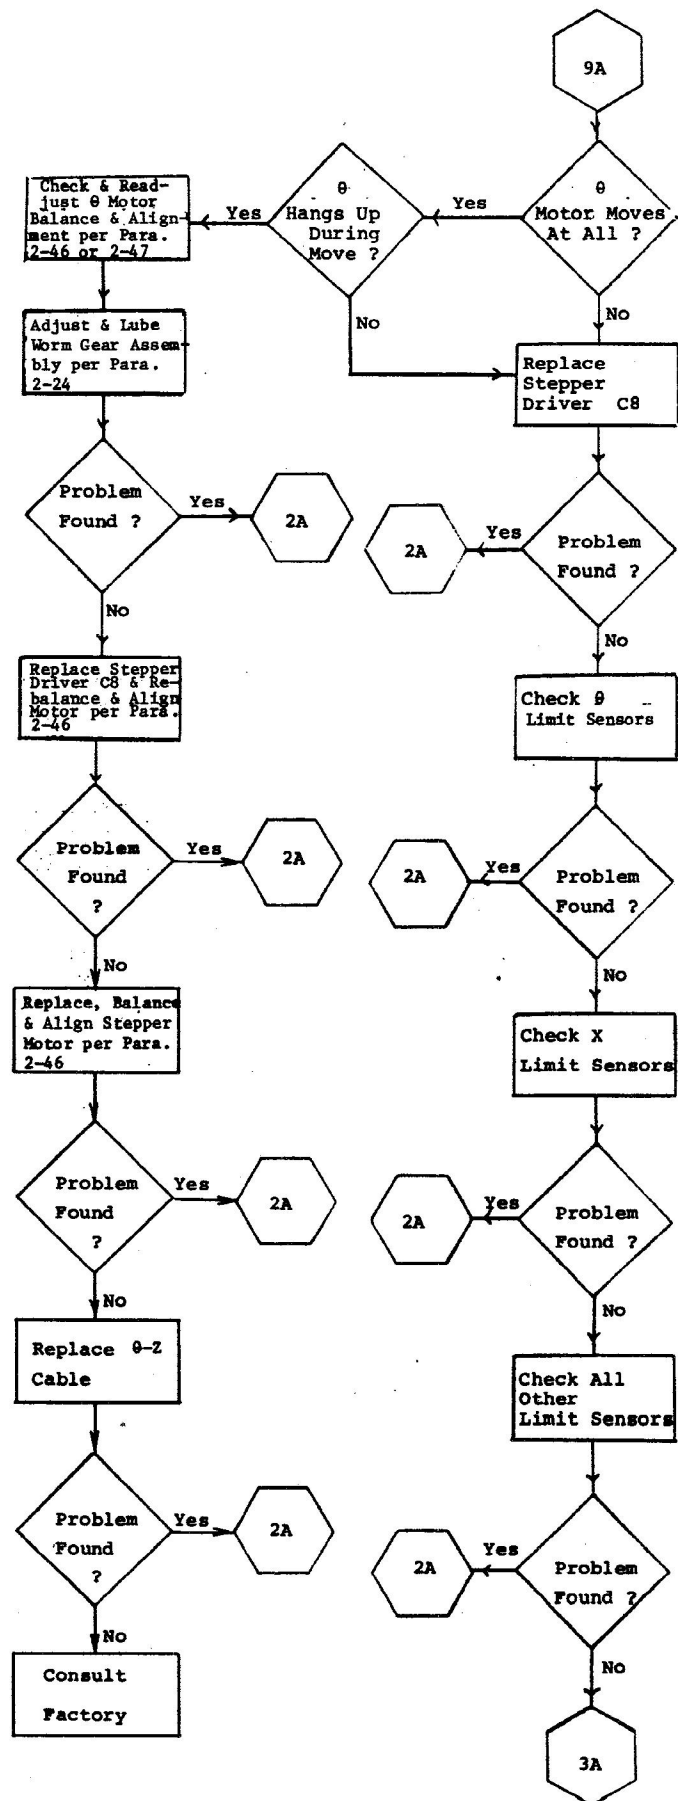 9A
θ
Motor Moves
At All ?
Yes
No
θ
Hangs Up
During
Move ?
Yes
No
Check & Read-
just θ Motor
Balance & Align-
ment per Para.
2-46 or 2-47
Adjust & Lube
Worm Gear Assem-
bly per Para.
2-24
Problem
Found ?
Yes
2A
No
Replace Stepper
Driver C8 & Re-
balance & Align
Motor per Para.
2-46
Problem
Found
?
Yes
2A
No
Replace, Balance
& Align Stepper
Motor per Para.
2-46
Problem
Found
?
Yes
2A
No
Replace θ-Z
Cable
Problem
Found
?
Yes
2A
No
Consult
Factory
Replace
Stepper
Driver C8
Problem
Found ?
Yes
2A
No
Check θ
Limit Sensors
Problem
Found ?
Yes
2A
No
Check X
Limit Sensors
Problem
Found ?
Yes
2A
No
Check All
Other
Limit Sensors
Problem
Found ?
Yes
2A
No
3A